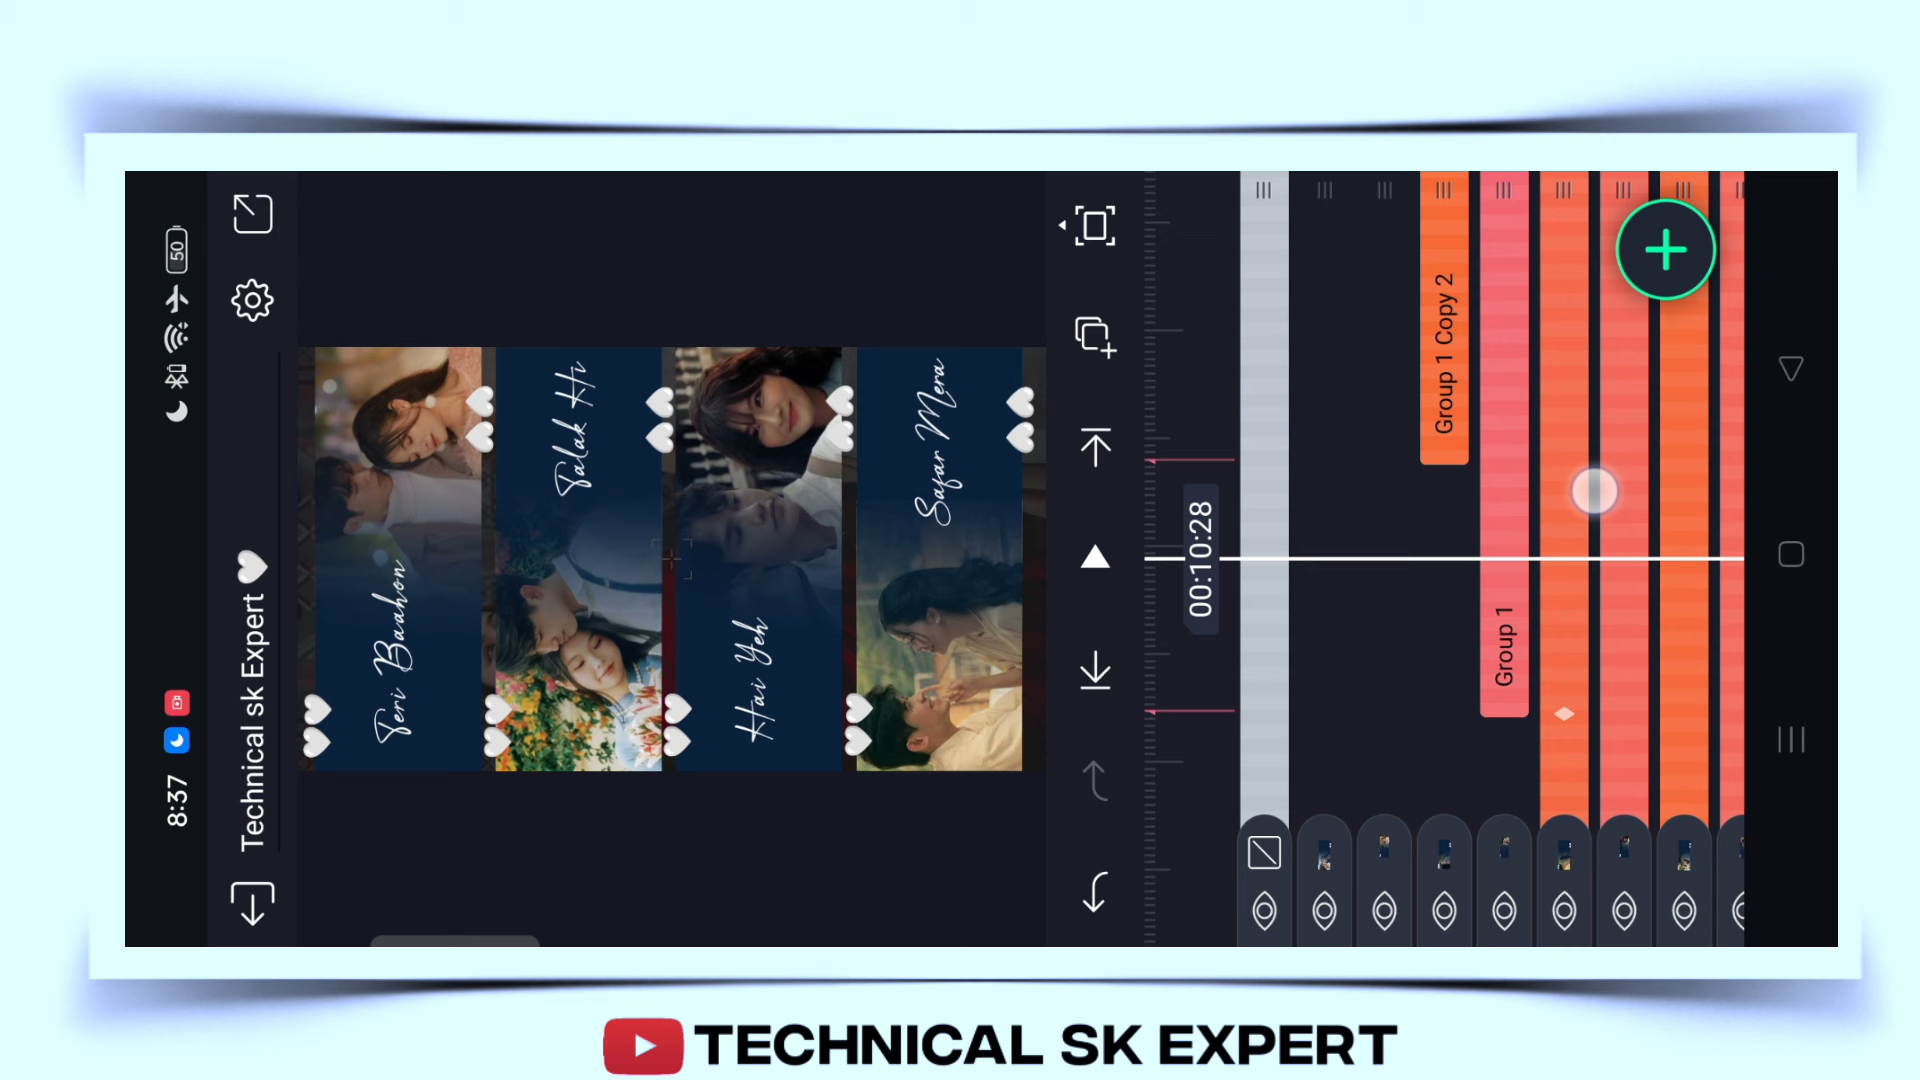 8:37
50
Technical sk Expert 🤍
Teri Baahon
Talak Hi
Hai Yeh
Safar Mera
00:10:28
Group 1 Copy 2
Group 1
TECHNICAL SK EXPERT